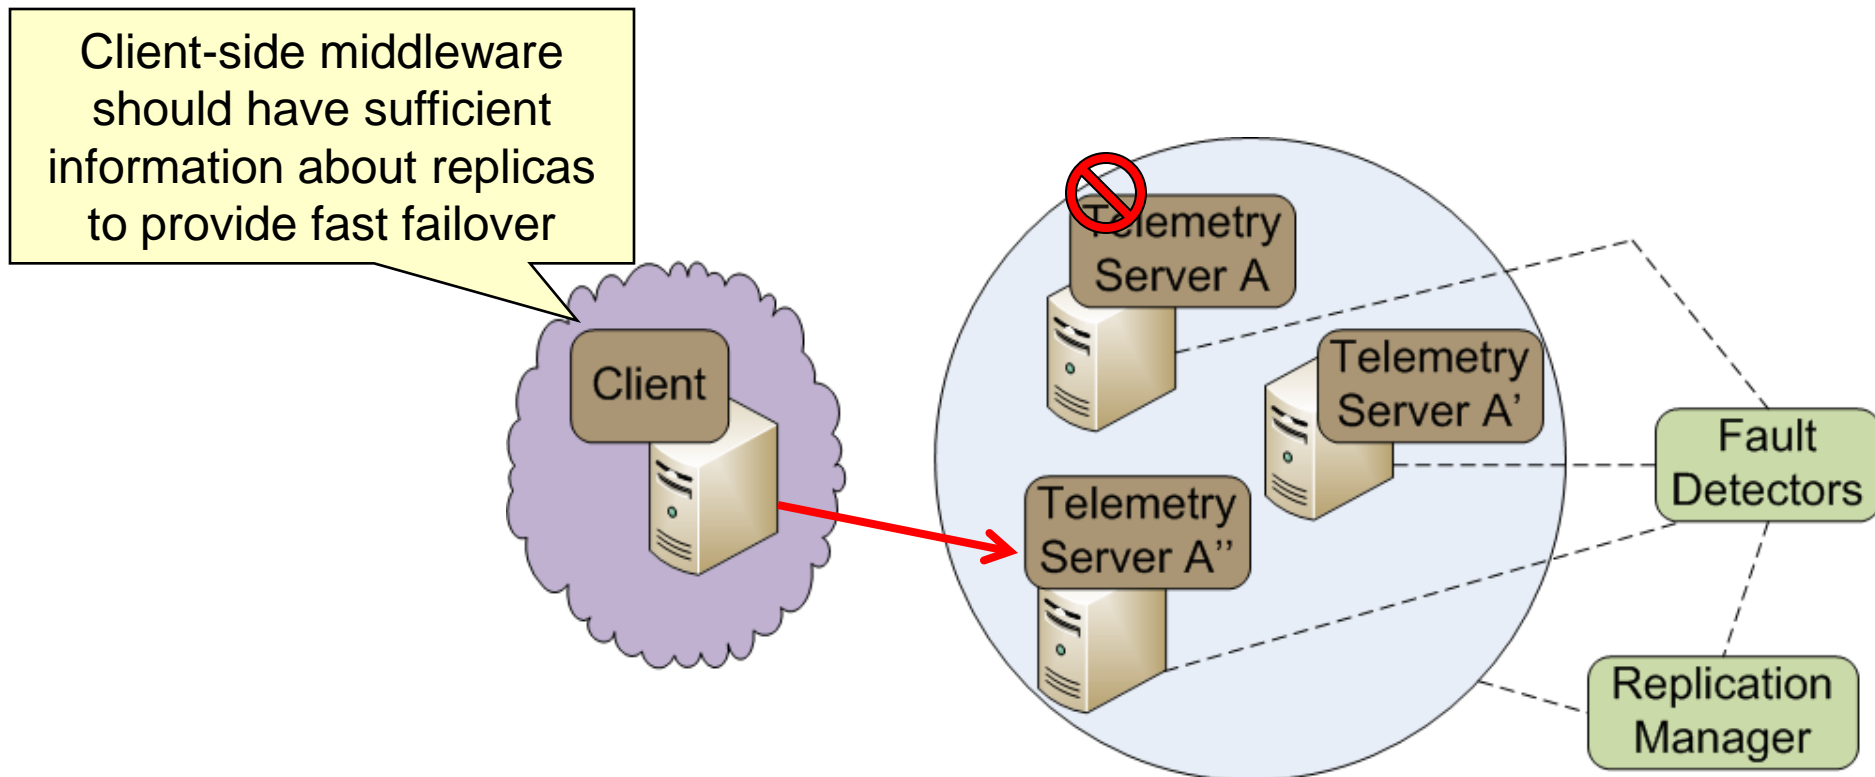 Client-side middleware
should have sufficient
information about replicas
to provide fast failover
Client
Telemetry
Server A
Telemetry
Server A’
Telemetry
Server A’’
Fault
Detectors
Replication
Manager